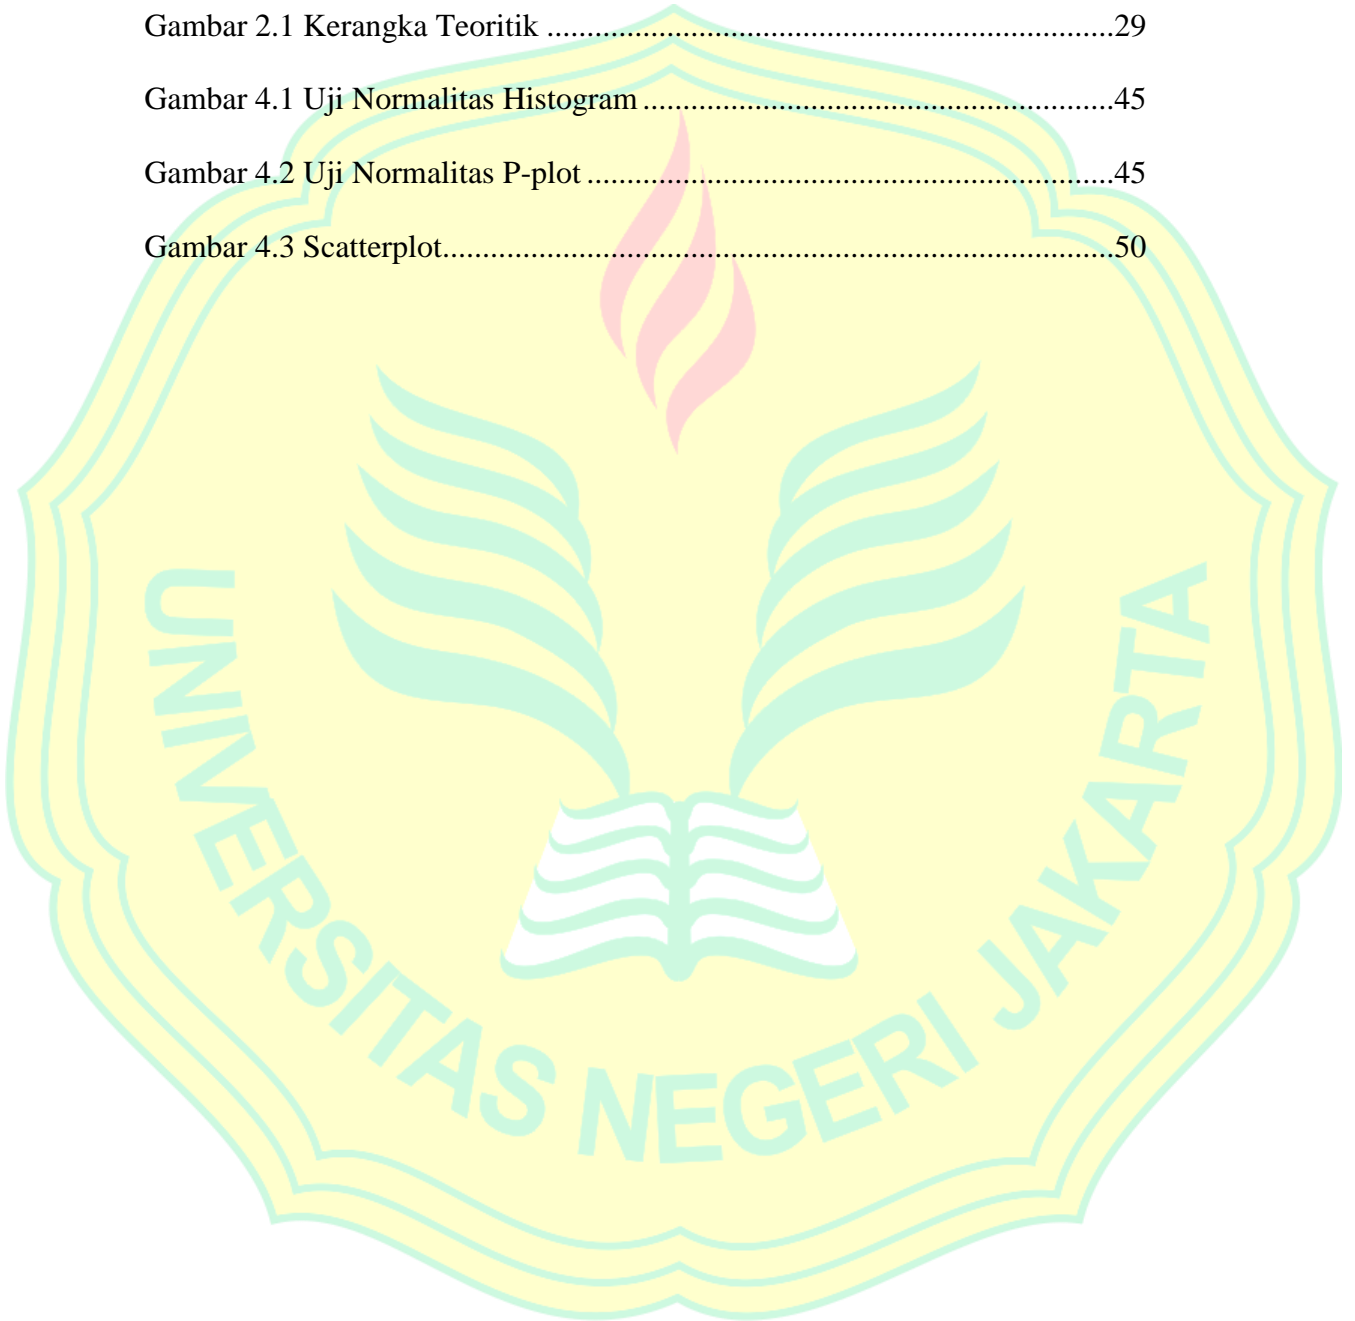 Gambar 2.1 Kerangka Teoritik .......................................................................29
Gambar 4.1 Uji Normalitas Histogram ...........................................................45
Gambar 4.2 Uji Normalitas P-plot ..................................................................45
Gambar 4.3 Scatterplot....................................................................................50
UNIVERSITAS NEGERI JAKARTA